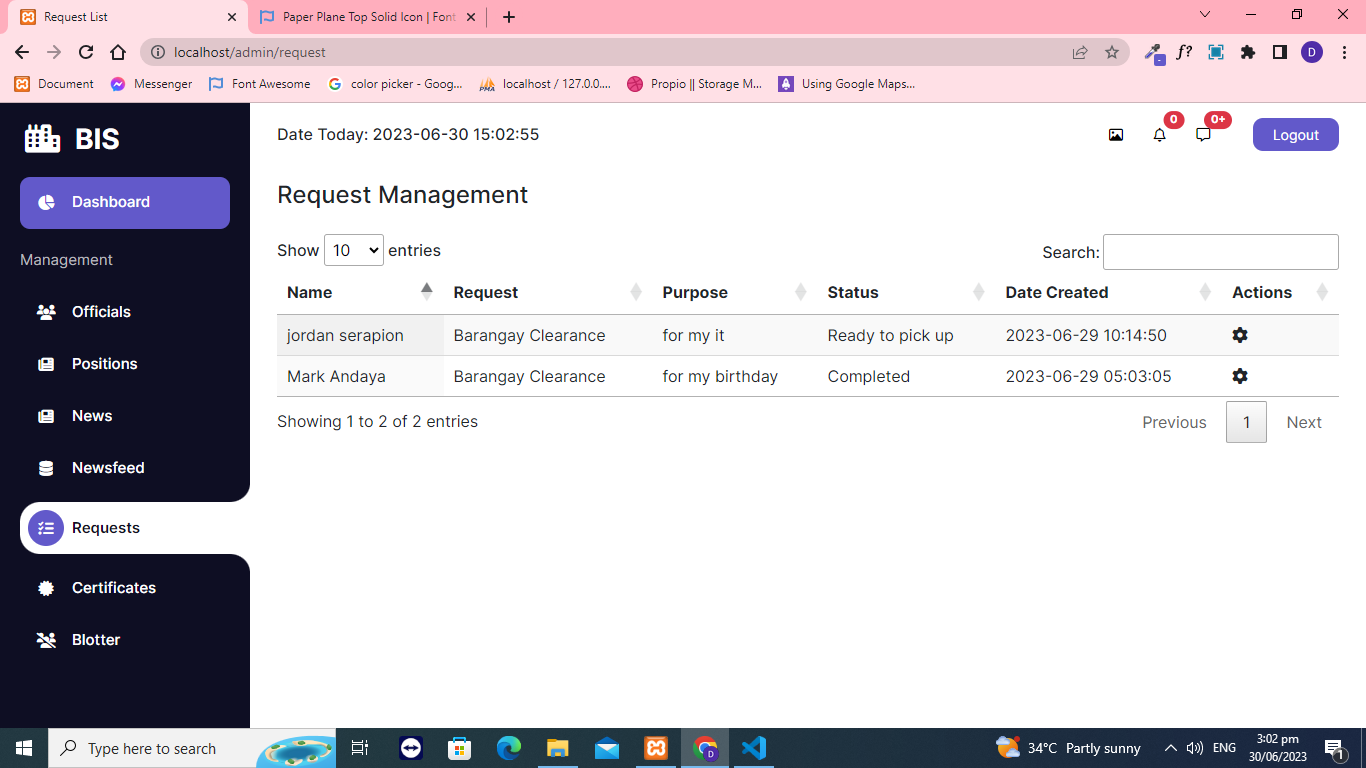 Request List
Paper Plane Top Solid Icon | Font
localhost/admin/request
f?
D
Document
Messenger
Font Awesome
color picker - Goog...
localhost / 127.0.0....
Propio || Storage M...
Using Google Maps...
BIS
Date Today: 2023-06-30 15:02:55
0
0+
Logout
Dashboard
Management
Officials
Positions
News
Newsfeed
Requests
Certificates
Blotter
Request Management
Show 10 entries
Search:
Name Request Purpose Status Date Created Actions
jordan serapion Barangay Clearance for my it Ready to pick up 2023-06-29 10:14:50
Mark Andaya Barangay Clearance for my birthday Completed 2023-06-29 05:03:05
Showing 1 to 2 of 2 entries
Previous 1 Next
Type here to search
34°C Partly sunny
ENG
3:02 pm
30/06/2023
1